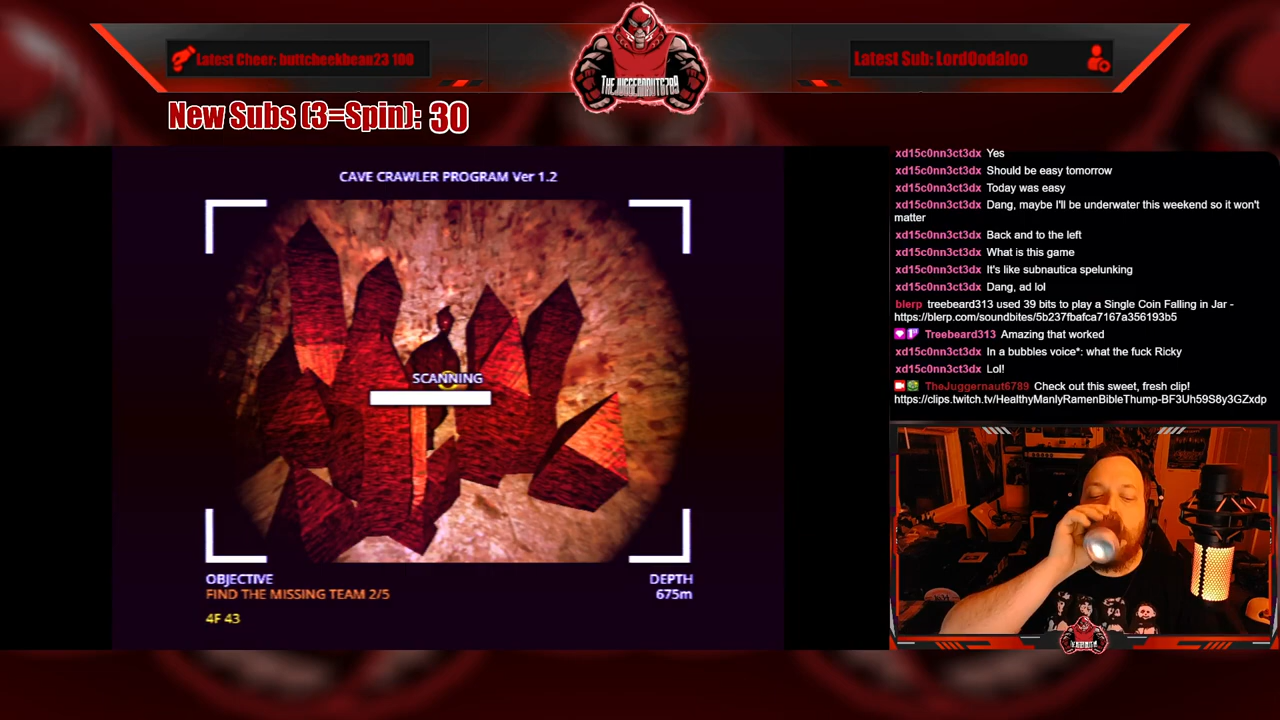 Latest Cheer: buttcheekbeau23 100
THEJUGGERNAUT6789
Latest Sub: LordOodaloo
New Subs (3=Spin): 30
CAVE CRAWLER PROGRAM Ver 1.2
SCANNING
OBJECTIVE
FIND THE MISSING TEAM 2/5
4F 43
DEPTH
675m
xd15c0nn3ct3dx Yes
xd15c0nn3ct3dx Should be easy tomorrow
xd15c0nn3ct3dx Today was easy
xd15c0nn3ct3dx Dang, maybe I'll be underwater this weekend so it won't
matter
xd15c0nn3ct3dx Back and to the left
xd15c0nn3ct3dx What is this game
xd15c0nn3ct3dx It's like subnautica spelunking
xd15c0nn3ct3dx Dang, ad lol
blerp treebeard313 used 39 bits to play a Single Coin Falling in Jar -
https://blerp.com/soundbites/5b237fbafca7167a356193b5
Treebeard313 Amazing that worked
xd15c0nn3ct3dx In a bubbles voice*: what the fuck Ricky
xd15c0nn3ct3dx Lol!
TheJuggernaut6789 Check out this sweet, fresh clip!
https://clips.twitch.tv/HealthyManlyRamenBibleThump-BF3Uh59S8y3GZxdp